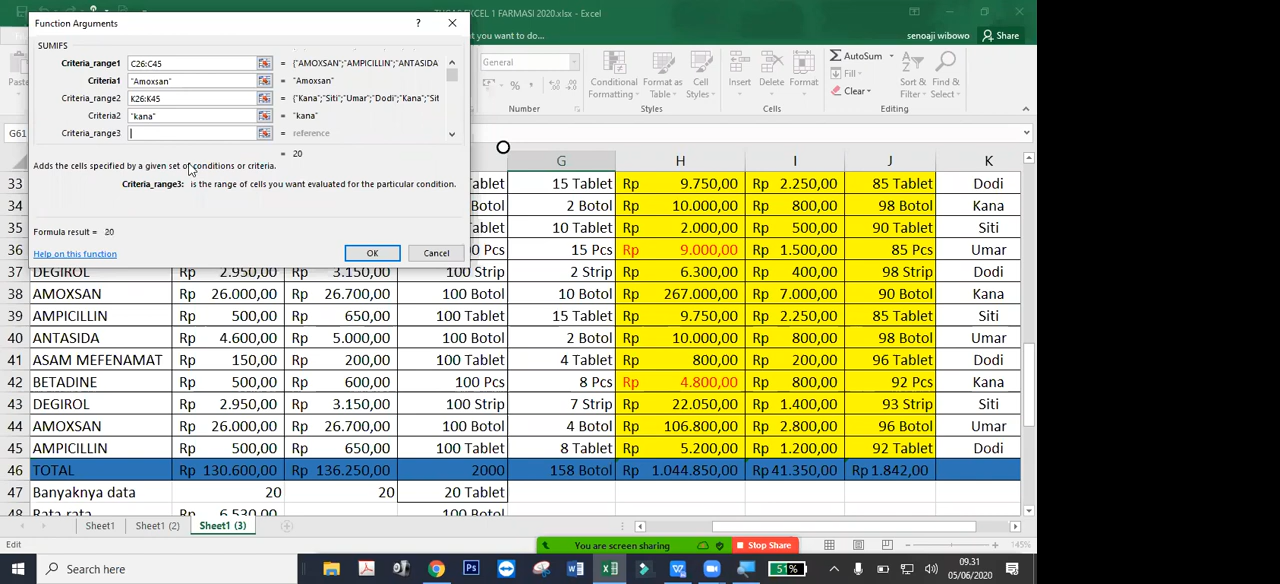 Function Arguments
?
TUGAS EXCEL 1 FARMASI 2020.xlsx - Excel
you want to do...
senoaji wibowo
Share
SUMIFS
Criteria_range1 C26:C45 = {"AMOXSAN";"AMPICILLIN";"ANTASIDA
Criteria1 "Amoxsan" = "Amoxsan"
Criteria_range2 K26:K45 = {"Kana";"Siti";"Umar";"Dodi";"Kana";"Sit
Criteria2 "kana" = "kana"
Criteria_range3 = reference
= 20
Adds the cells specified by a given set of conditions or criteria.
Criteria_range3: is the range of cells you want evaluated for the particular condition.
Formula result = 20
Help on this function
OK
Cancel
Paste
General
%
Number
Conditional Formatting
Format as Table
Cell Styles
Styles
Insert
Delete
Format
Cells
AutoSum
Fill
Clear
Sort & Filter
Find & Select
Editing
G61
G H I J K
33 Tablet 15 Tablet Rp 9.750,00 Rp 2.250,00 85 Tablet Dodi
34 Botol 2 Botol Rp 10.000,00 Rp 800,00 98 Botol Kana
35 Tablet 10 Tablet Rp 2.000,00 Rp 500,00 90 Tablet Siti
36 0 Pcs 15 Pcs Rp 9.000,00 Rp 1.500,00 85 Pcs Umar
37 DEGIROL Rp 2.950,00 Rp 3.150,00 100 Strip 2 Strip Rp 6.300,00 Rp 400,00 98 Strip Dodi
38 AMOXSAN Rp 26.000,00 Rp 26.700,00 100 Botol 10 Botol Rp 267.000,00 Rp 7.000,00 90 Botol Kana
39 AMPICILLIN Rp 500,00 Rp 650,00 100 Tablet 15 Tablet Rp 9.750,00 Rp 2.250,00 85 Tablet Siti
40 ANTASIDA Rp 4.600,00 Rp 5.000,00 100 Botol 2 Botol Rp 10.000,00 Rp 800,00 98 Botol Umar
41 ASAM MEFENAMAT Rp 150,00 Rp 200,00 100 Tablet 4 Tablet Rp 800,00 Rp 200,00 96 Tablet Dodi
42 BETADINE Rp 500,00 Rp 600,00 100 Pcs 8 Pcs Rp 4.800,00 Rp 800,00 92 Pcs Kana
43 DEGIROL Rp 2.950,00 Rp 3.150,00 100 Strip 7 Strip Rp 22.050,00 Rp 1.400,00 93 Strip Siti
44 AMOXSAN Rp 26.000,00 Rp 26.700,00 100 Botol 4 Botol Rp 106.800,00 Rp 2.800,00 96 Botol Umar
45 AMPICILLIN Rp 500,00 Rp 650,00 100 Tablet 8 Tablet Rp 5.200,00 Rp 1.200,00 92 Tablet Dodi
46 TOTAL Rp 130.600,00 Rp 136.250,00 2000 158 Botol Rp 1.044.850,00 Rp 41.350,00 Rp 1.842,00
47 Banyaknya data 20 20 20 Tablet
48 Rata-rata 6.530,00 100 Botol
Sheet1
Sheet1 (2)
Sheet1 (3)
Edit
You are screen sharing
Stop Share
145%
Search here
51%
09.31
05/06/2020